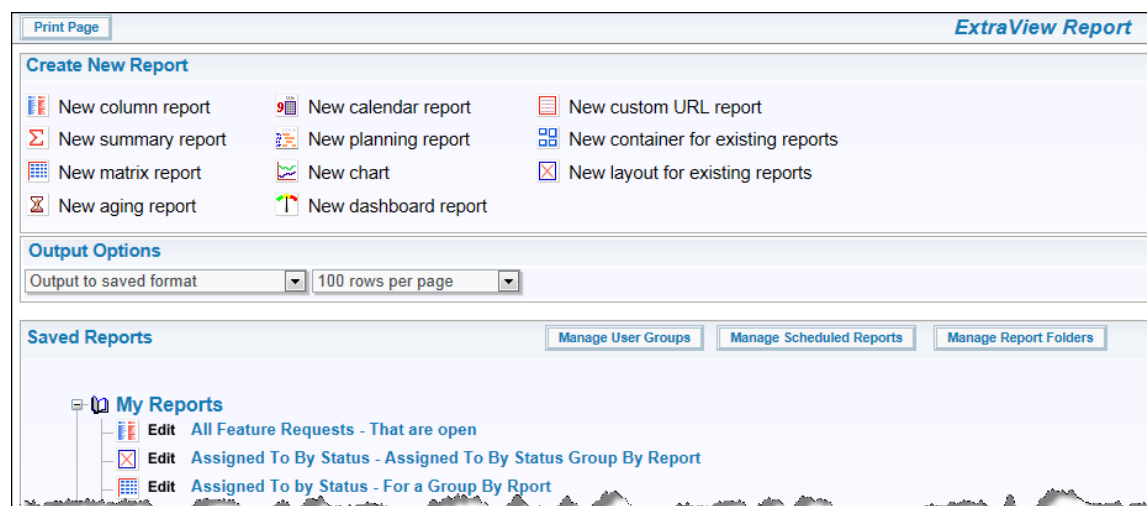 Print Page
ExtraView Report
Create New Report
New column report
New calendar report
New custom URL report
New summary report
New planning report
New container for existing reports
New matrix report
New chart
New layout for existing reports
New aging report
New dashboard report
Output Options
Output to saved format
100 rows per page
Saved Reports
Manage User Groups
Manage Scheduled Reports
Manage Report Folders
My Reports
Edit All Feature Requests - That are open
Edit Assigned To By Status - Assigned To By Status Group By Report
Edit Assigned To by Status - For a Group By Rport